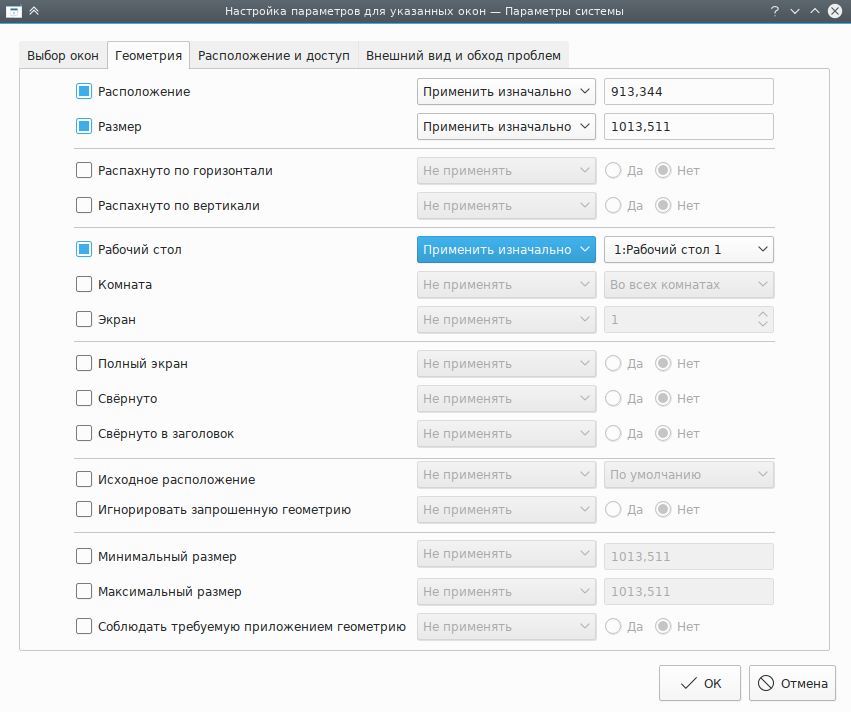 Настройка параметров для указанных окон — Параметры системы
Выбор окон Геометрия Расположение и доступ Внешний вид и обход проблем
Расположение Применить изначально 913,344
Размер Применить изначально 1013,511
Распахнуто по горизонтали Не применять Да Нет
Распахнуто по вертикали Не применять Да Нет
Рабочий стол Применить изначально 1:Рабочий стол 1
Комната Не применять Во всех комнатах
Экран Не применять 1
Полный экран Не применять Да Нет
Свёрнуто Не применять Да Нет
Свёрнуто в заголовок Не применять Да Нет
Исходное расположение Не применять По умолчанию
Игнорировать запрошенную геометрию Не применять Да Нет
Минимальный размер Не применять 1013,511
Максимальный размер Не применять 1013,511
Соблюдать требуемую приложением геометрию Не применять Да Нет
ОК Отмена